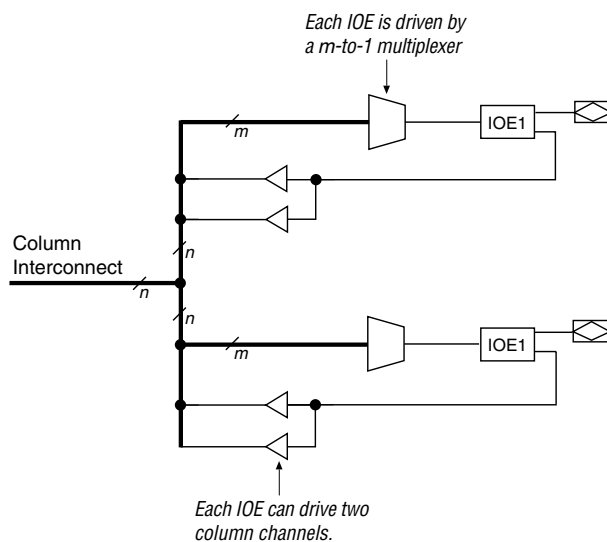 Each IOE is driven by
a m-to-1 multiplexer
m
IOE1
n
Column
Interconnect
n
n
m
IOE1
Each IOE can drive two
column channels.